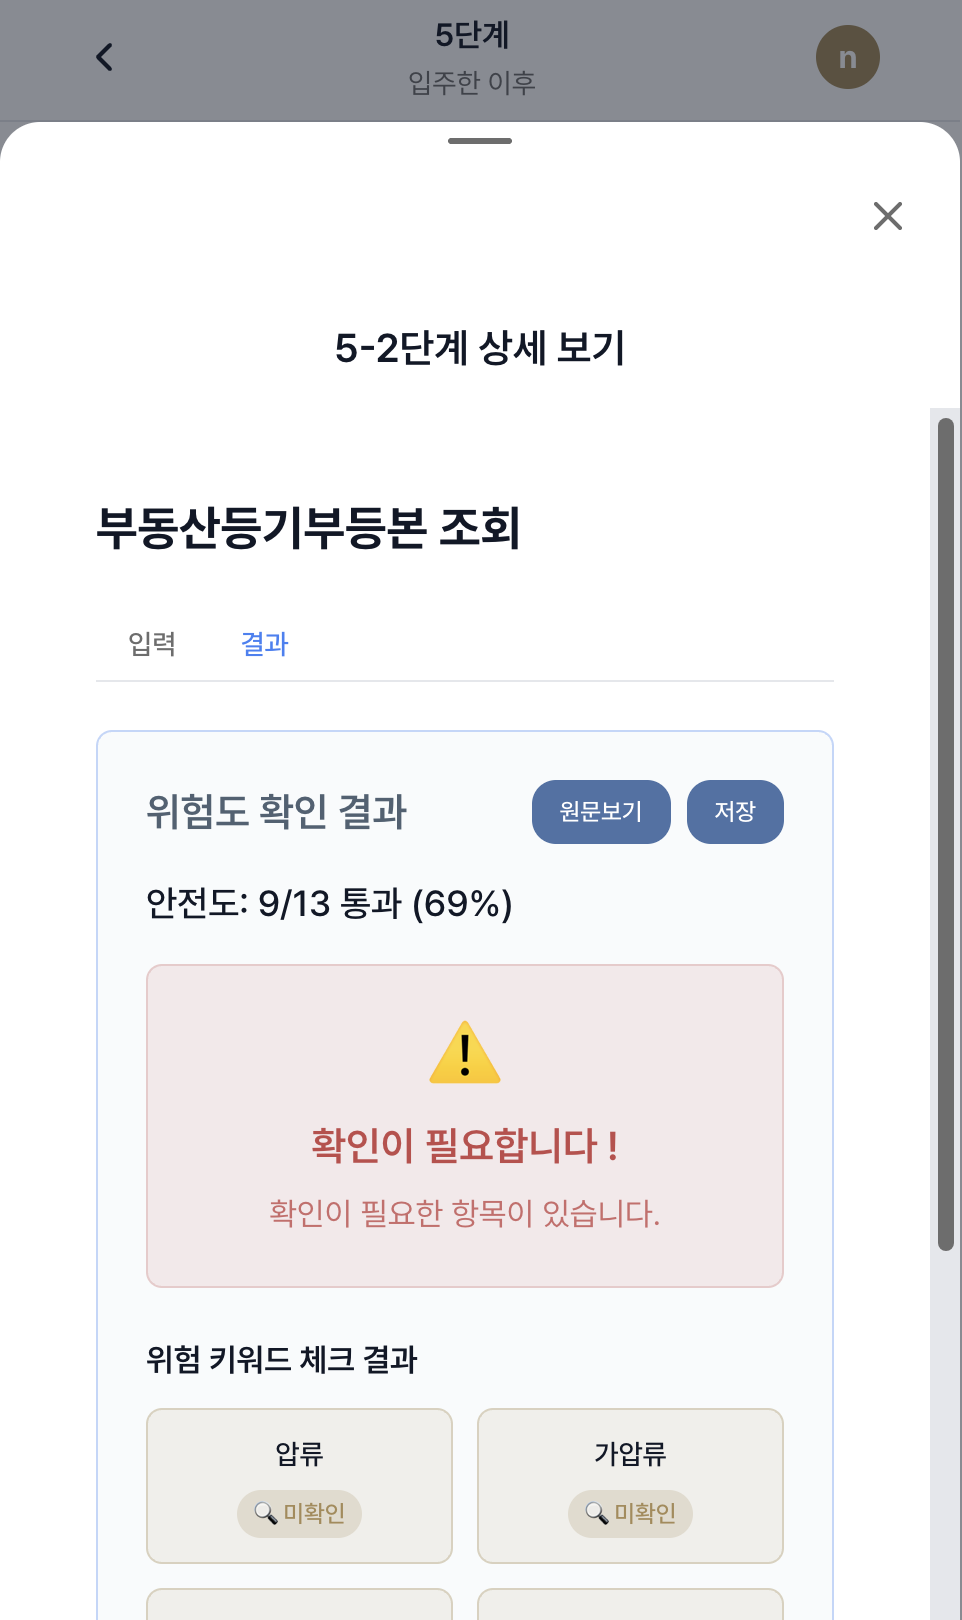 5단계
입주한 이후
n
5-2단계 상세 보기
부동산등기부등본 조회
입력 결과
위험도 확인 결과 원문보기 저장
안전도: 9/13 통과 (69%)
확인이 필요합니다 !
확인이 필요한 항목이 있습니다.
위험 키워드 체크 결과
압류 가압류
🔍 미확인 🔍 미확인